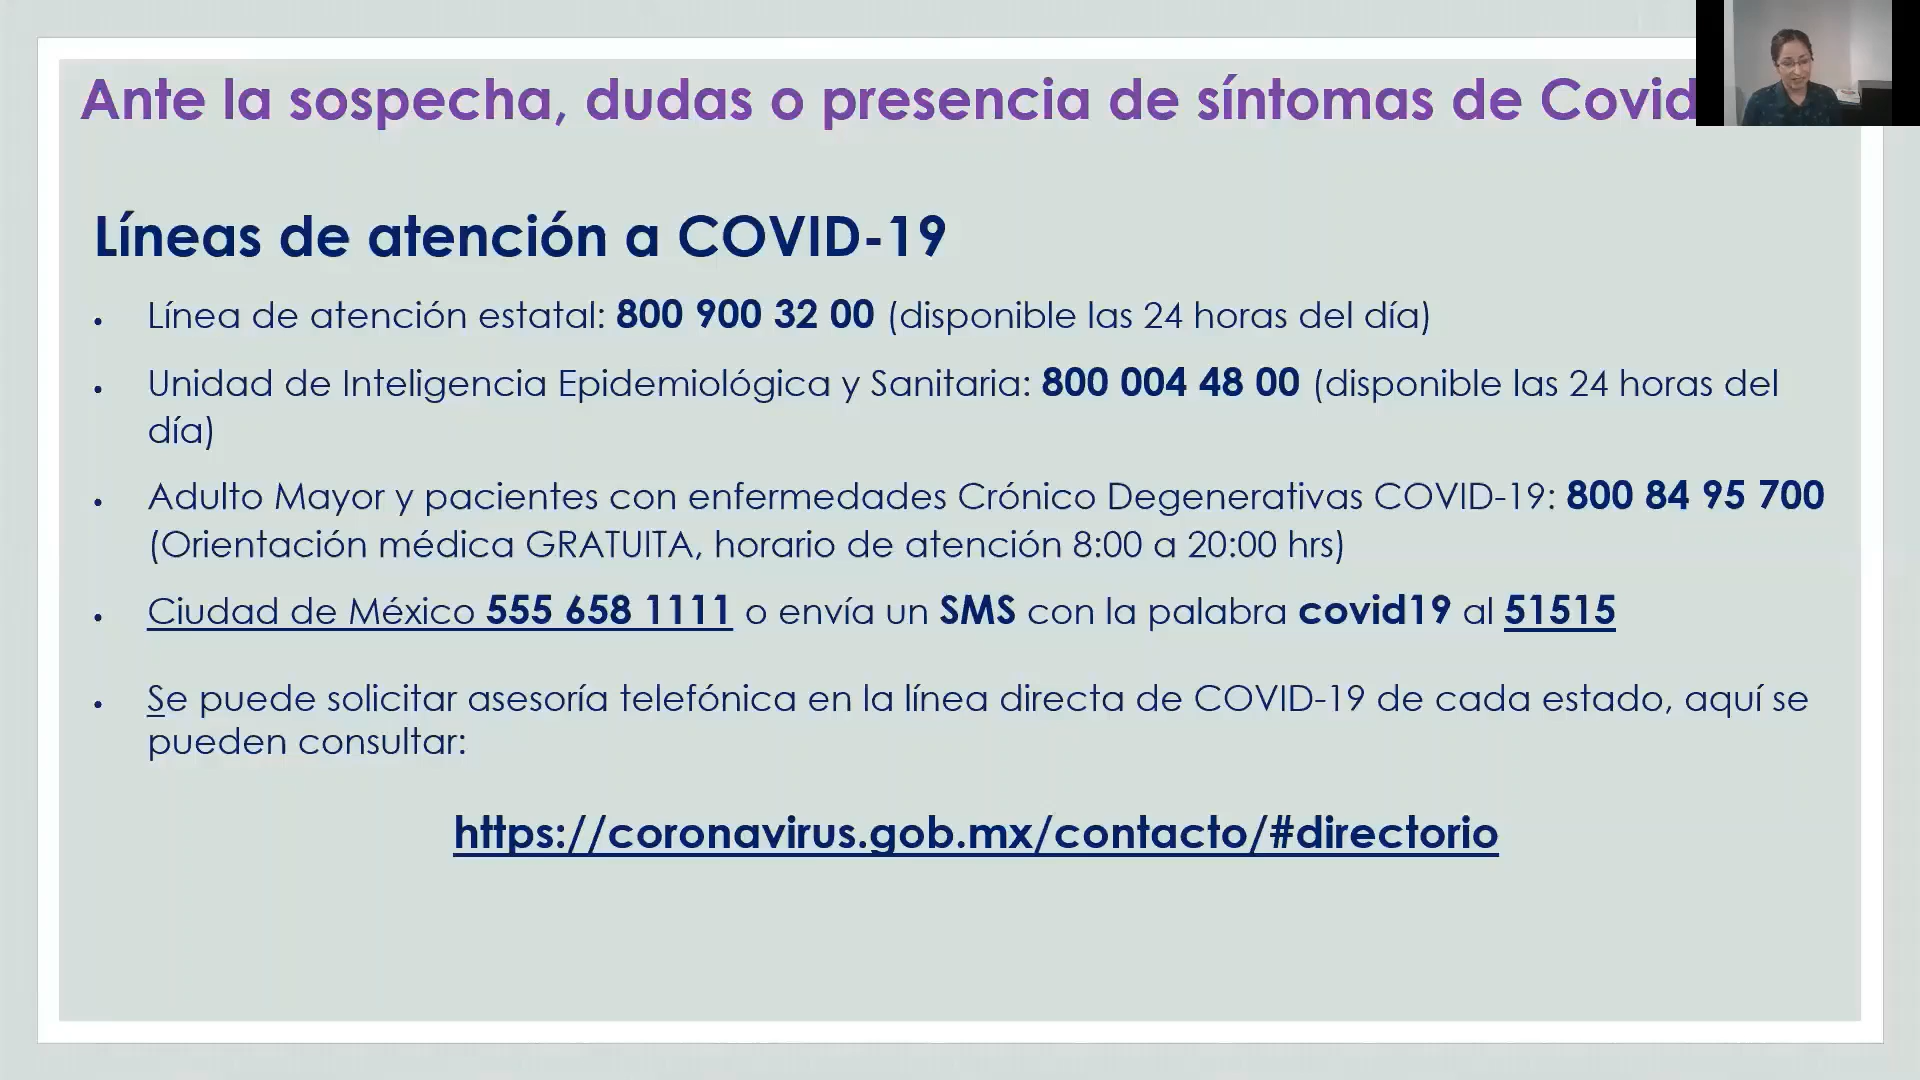 Ante la sospecha, dudas o presencia de síntomas de Covid
Líneas de atención a COVID-19
• Línea de atención estatal: 800 900 32 00 (disponible las 24 horas del día)
• Unidad de Inteligencia Epidemiológica y Sanitaria: 800 004 48 00 (disponible las 24 horas del
día)
• Adulto Mayor y pacientes con enfermedades Crónico Degenerativas COVID-19: 800 84 95 700
(Orientación médica GRATUITA, horario de atención 8:00 a 20:00 hrs)
• Ciudad de México 555 658 1111 o envía un SMS con la palabra covid19 al 51515
• Se puede solicitar asesoría telefónica en la línea directa de COVID-19 de cada estado, aquí se
pueden consultar:
https://coronavirus.gob.mx/contacto/#directorio